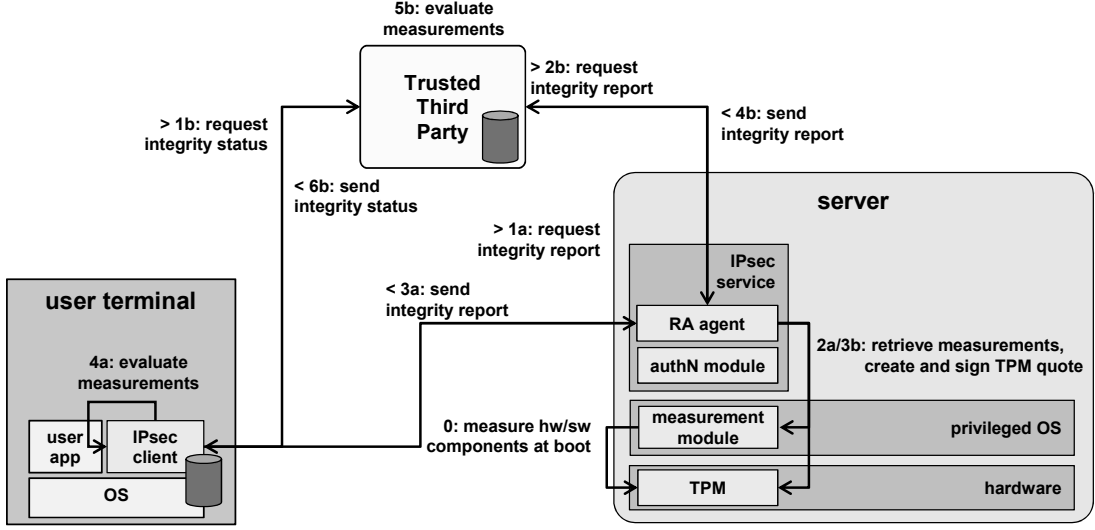 5b: evaluate
measurements
Trusted
Third
Party
> 2b: request
integrity report
< 4b: send
integrity report
> 1b: request
integrity status
< 6b: send
integrity status
server
> 1a: request
integrity report
IPsec
service
user terminal
< 3a: send
integrity report
RA agent
2a/3b: retrieve measurements,
create and sign TPM quote
authN module
4a: evaluate
measurements
user
app
IPsec
client
0: measure hw/sw
components at boot
measurement
module
privileged OS
OS
TPM
hardware